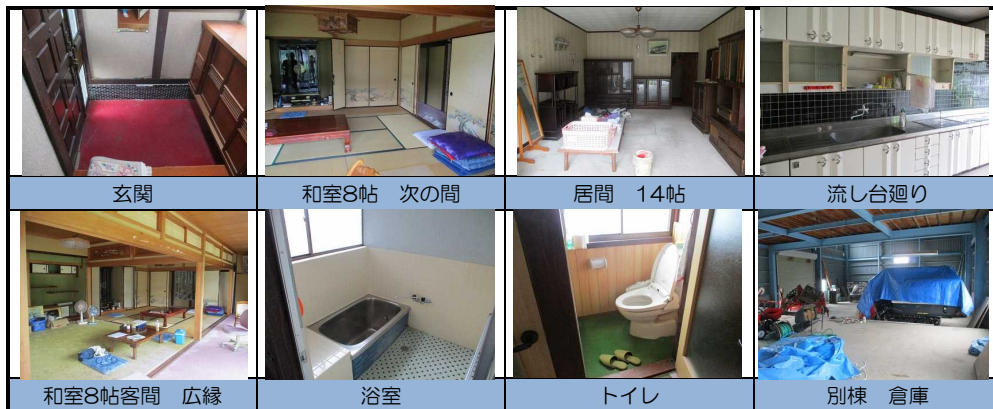 玄関
和室8帖　次の間
居間　14帖
流し台廻り
和室8帖客間　広縁
浴室
トイレ
別棟　倉庫